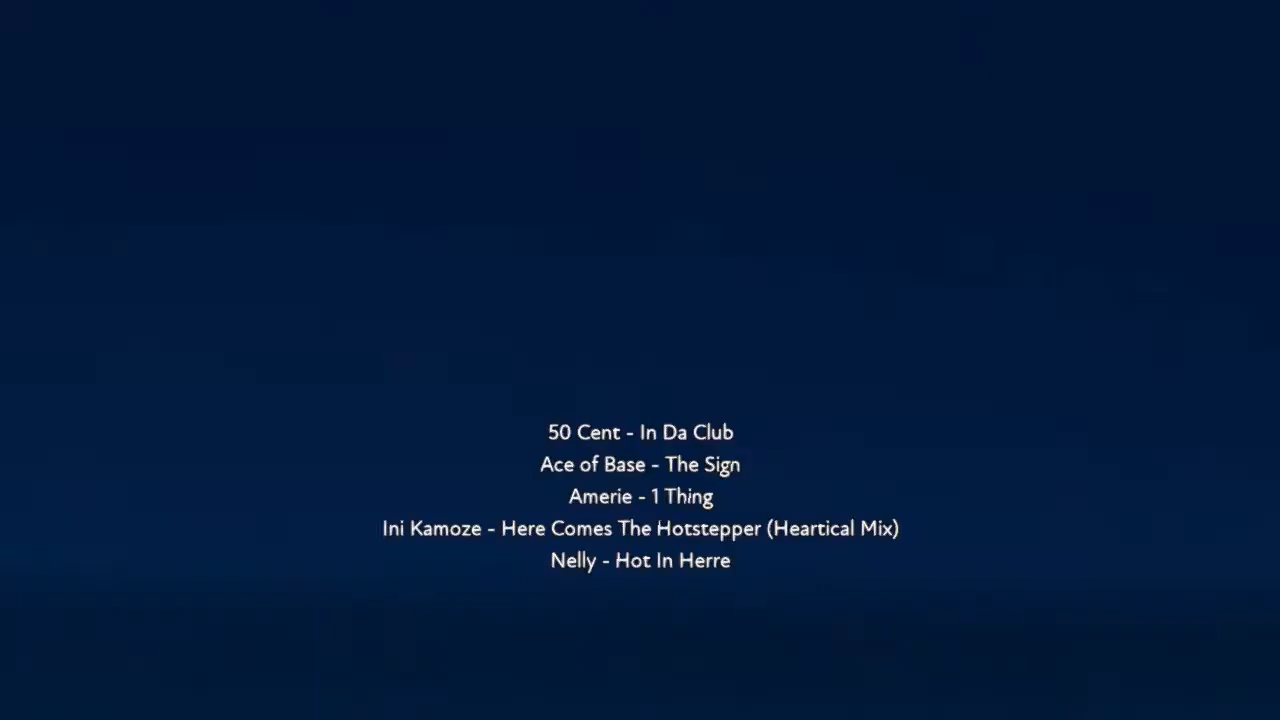 50 Cent - In Da Club
Ace of Base - The Sign
Amerie - 1 Thing
Ini Kamoze - Here Comes The Hotstepper (Heartical Mix)
Nelly - Hot In Herre